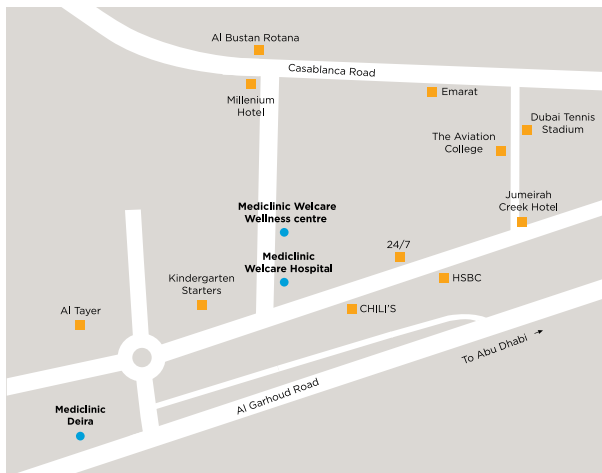 Al Bustan Rotana
Casablanca Road
Millenium
Hotel
Emarat
Dubai Tennis
Stadium
The Aviation
College
Jumeirah
Creek Hotel
Mediclinic Welcare
Wellness centre
24/7
Mediclinic
Welcare Hospital
HSBC
Kindergarten
Starters
CHILI'S
Al Tayer
To Abu Dhabi
Al Garhoud Road
Mediclinic
Deira